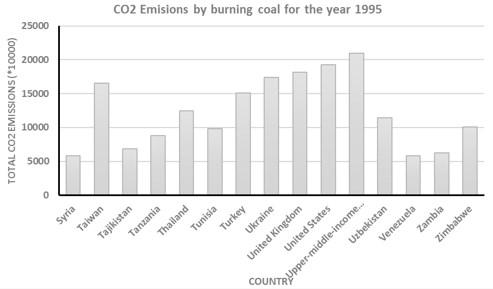 CO2 Emisions by burning coal for the year 1995
TOTAL CO2 EMISSIONS (*10000)
25000
20000
15000
10000
5000
0
Syria
Taiwan
Tajikistan
Tanzania
Thailand
Tunisia
Turkey
Ukraine
United Kingdom
United States
Upper-middle-income...
Uzbekistan
Venezuela
Zambia
Zimbabwe
COUNTRY